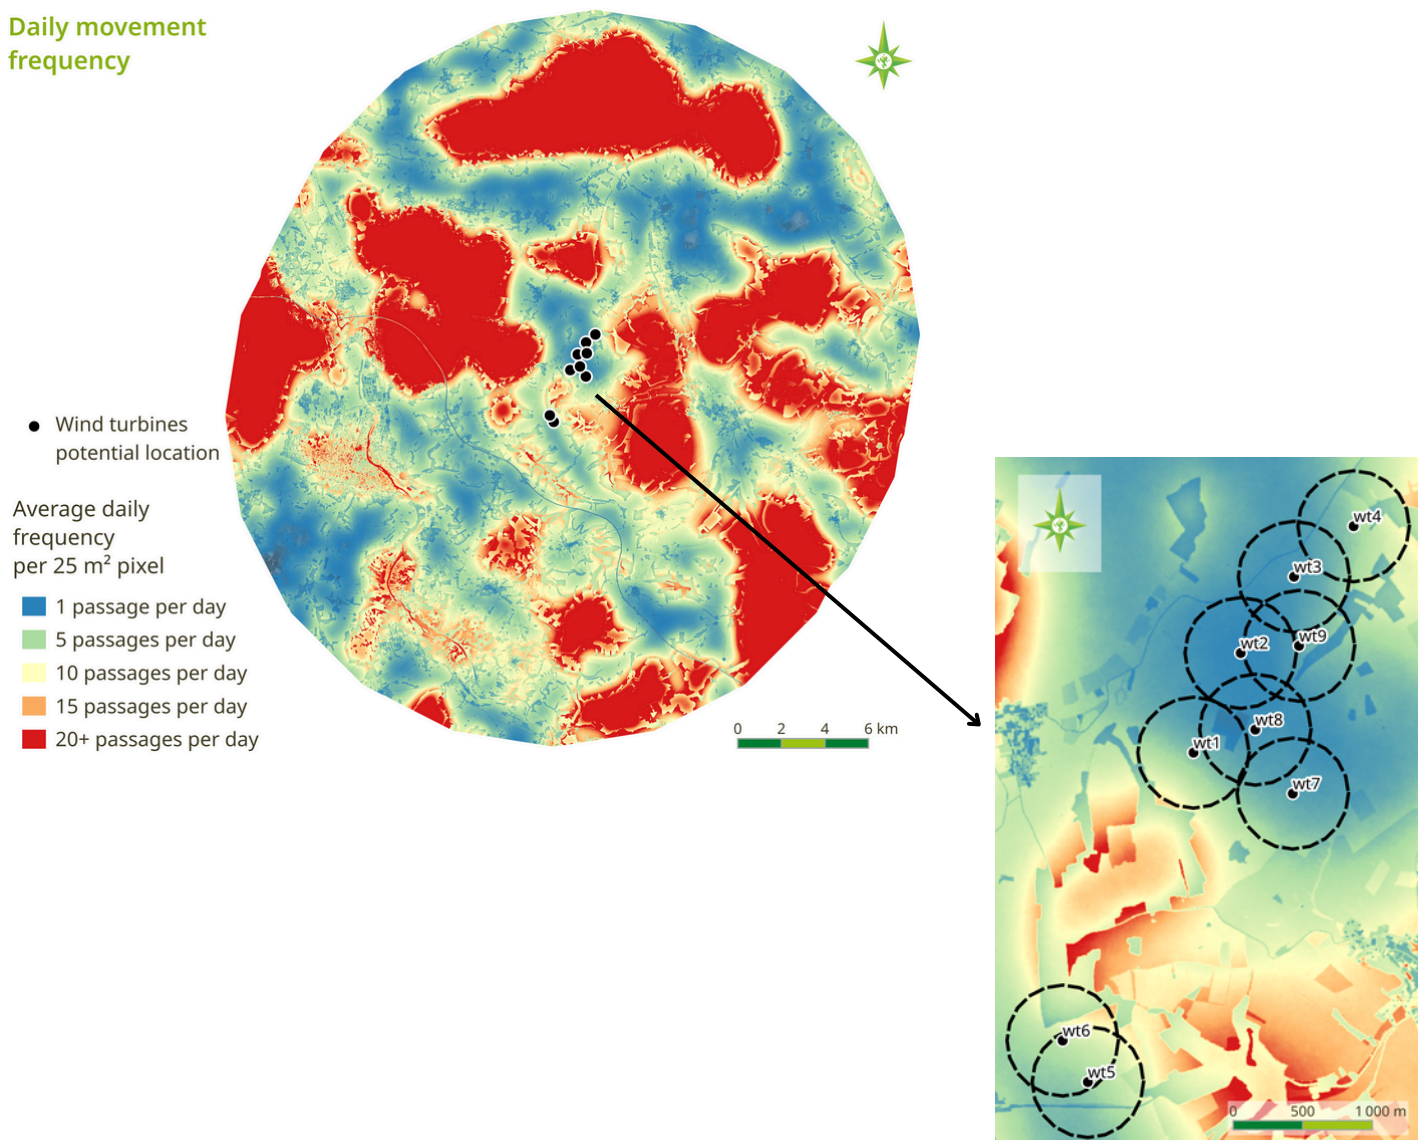 Daily movement
frequency
Wind turbines
potential location
Average daily
frequency
per 25 m² pixel
1 passage per day
5 passages per day
10 passages per day
15 passages per day
20+ passages per day
0 2 4 6 km
wt4
wt3
wt2
wt9
wt8
wt1
wt7
wt6
wt5
0 500 1 000 m